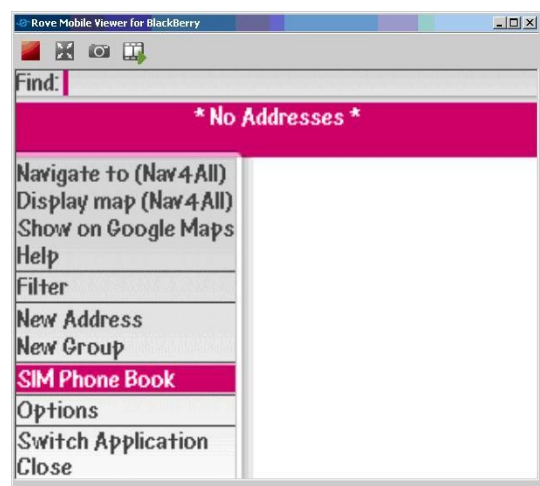 Rove Mobile Viewer for BlackBerry
Find:
* No Addresses *
Navigate to (Nav4All)
Display map (Nav4All)
Show on Google Maps
Help
Filter
New Address
New Group
SIM Phone Book
Options
Switch Application
Close